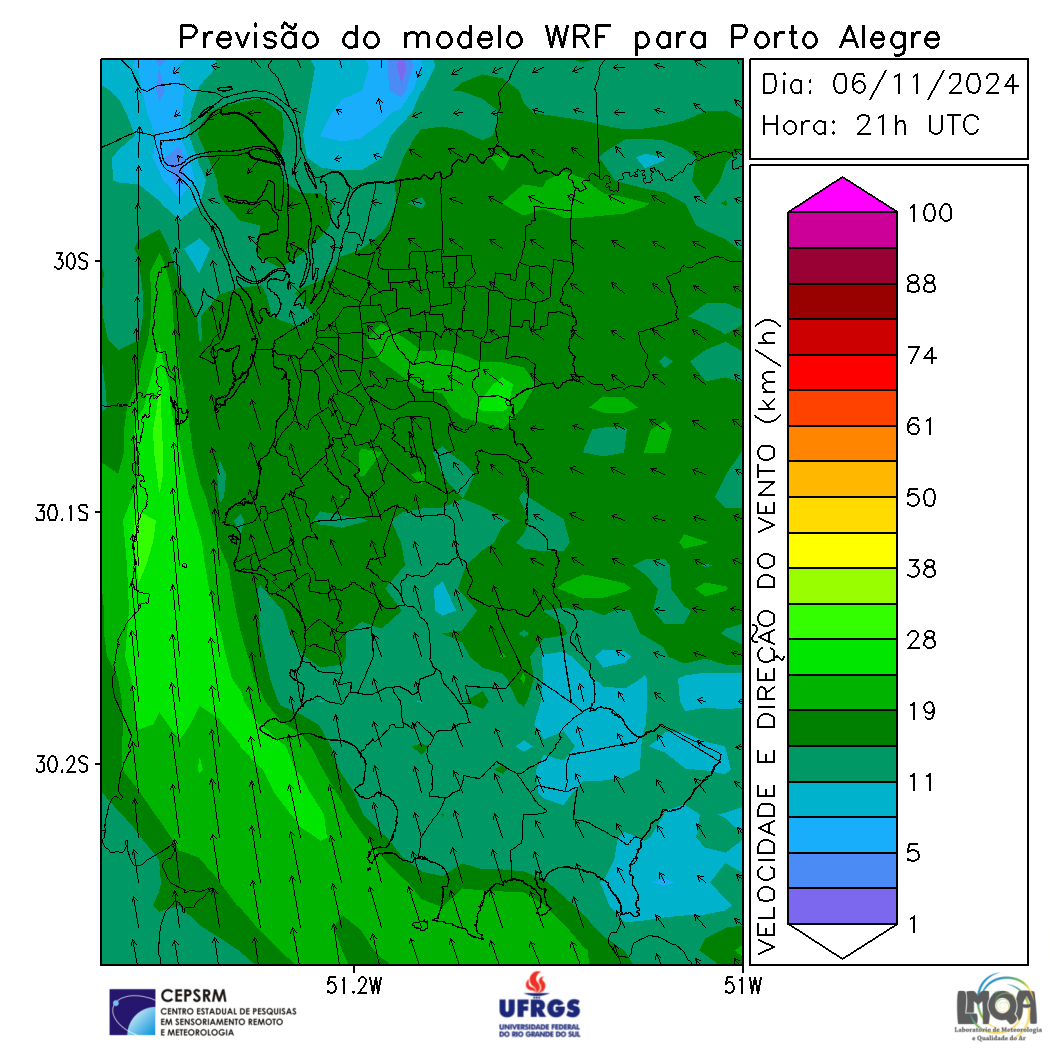 Previsão do modelo WRF para Porto Alegre
Dia: 06/11/2024
Hora: 21h UTC
30S
30.1S
30.2S
51.2W
51W
VELOCIDADE E DIREÇÃO DO VENTO (km/h)
100
88
74
61
50
38
28
19
11
5
1
CEPSRM
CENTRO ESTADUAL DE PESQUISAS
EM SENSORIAMENTO REMOTO
E METEOROLOGIA
UFRGS
UNIVERSIDADE FEDERAL
DO RIO GRANDE DO SUL
LMQA
Laboratório de Meteorologia
e Qualidade do Ar